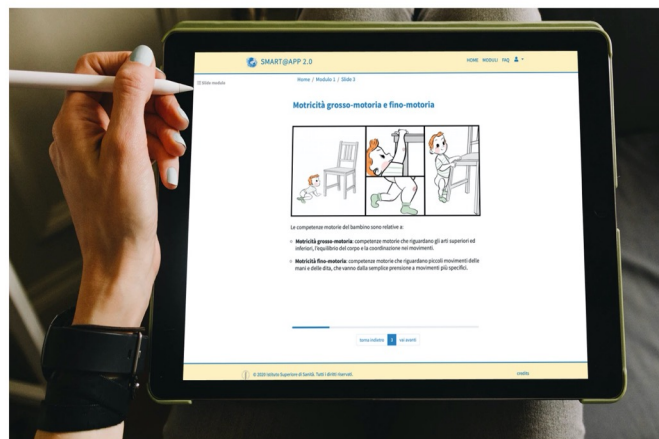 SMART@APP 2.0
HOME MODULI FAQ
Slide modulo
Home / Modulo 1 / Slide 3
Motricità grosso-motoria e fino-motoria
Le competenze motorie del bambino sono relative a:
Motricità grosso-motoria: competenze motorie che riguardano gli arti superiori ed
inferiori, l'equilibrio del corpo e la coordinazione nei movimenti.
Motricità fino-motoria: competenze motorie che riguardano piccoli movimenti delle
mani e delle dita, che vanno dalla semplice prensione a movimenti più specifici.
torna indietro 3 vai avanti
© 2020 Istituto Superiore di Sanità. Tutti i diritti riservati.
credits